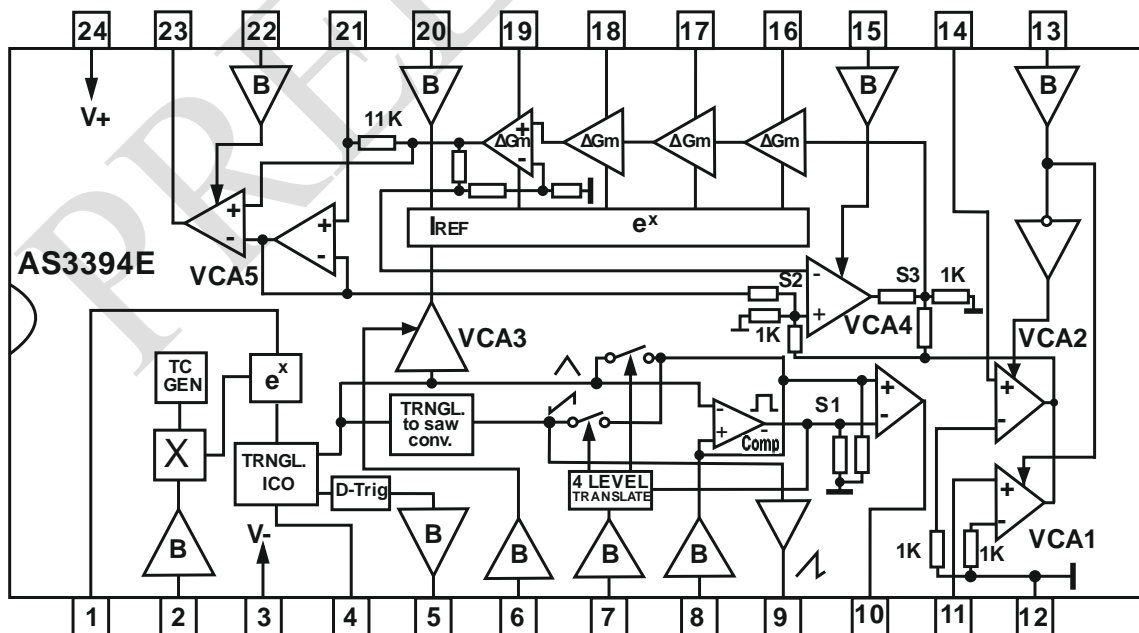 PREL
24 23 22 21 20 19 18 17 16 15 14 13
B B B B
V+
11K
+ ΔGm -
ΔGm
ΔGm
ΔGm
IREF e^x
+ -
+ -
VCA5
AS3394E
- +
S2
S3
1K
1K
VCA4
VCA2
VCA3
TC
GEN
e^x
TRNGL.
to saw
conv.
- + -
Comp
S1
+ -
+ -
X
TRNGL.
ICO
D-Trig
4 LEVEL
TRANSLATE
+ -
VCA1
V-
B B B B B
1K
1K
1 2 3 4 5 6 7 8 9 10 11 12